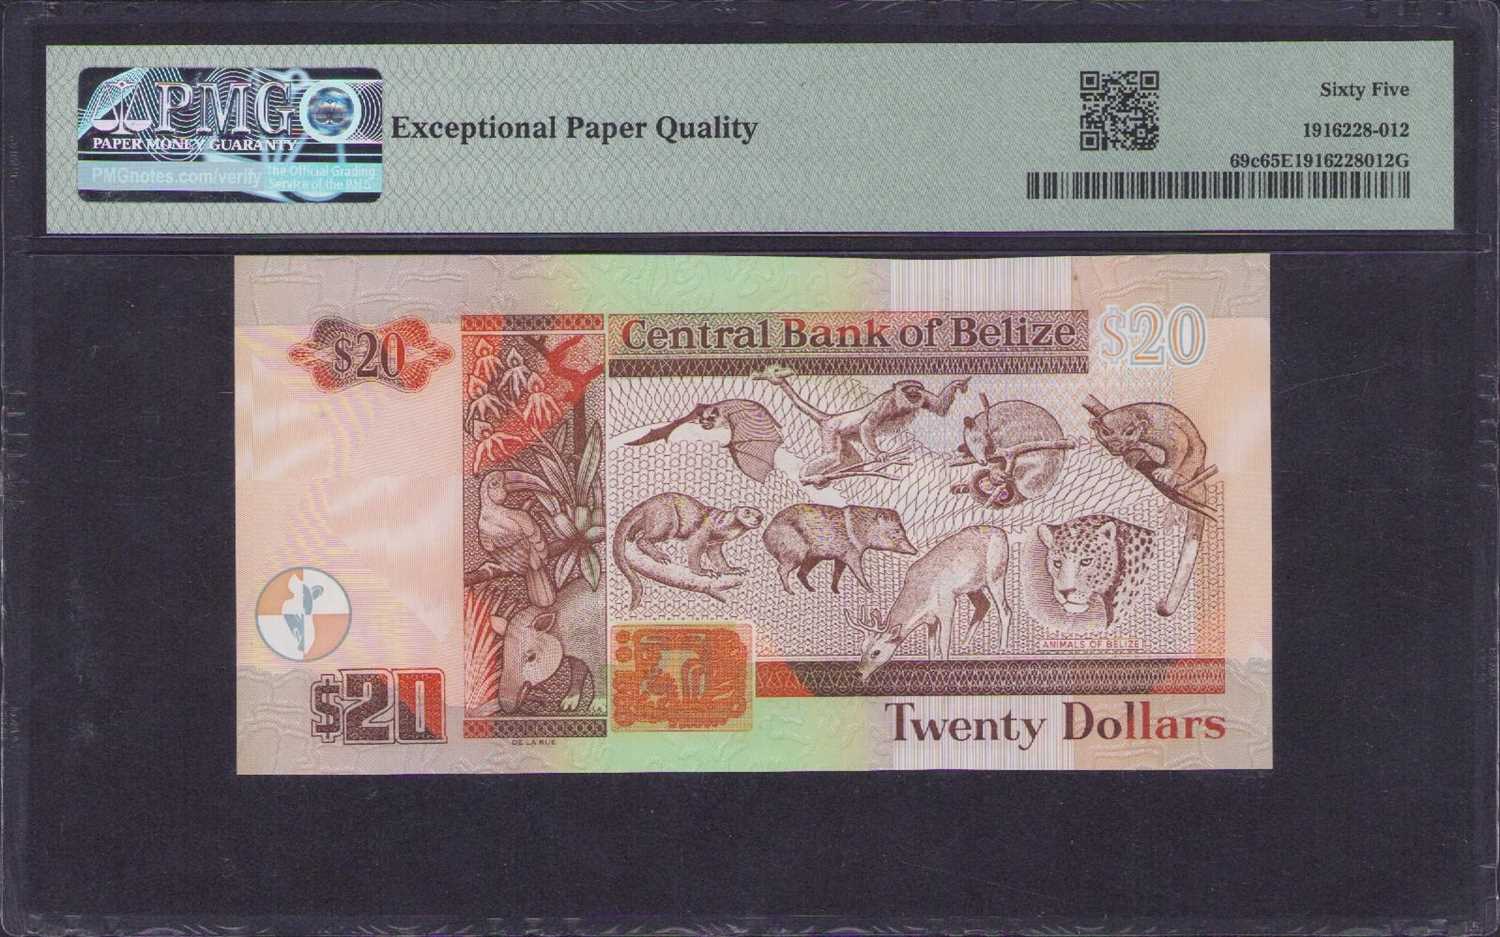 PMG
PAPER MONEY GUARANTY
PMGnotes.com/verify
The Official Grading
Service of the P.N.S.
Exceptional Paper Quality
Sixty Five
1916228-012
69c65E1916228012G
$20
Central Bank of Belize
$20
ANIMALS OF BELIZE
$20
DE LA RUE
Twenty Dollars